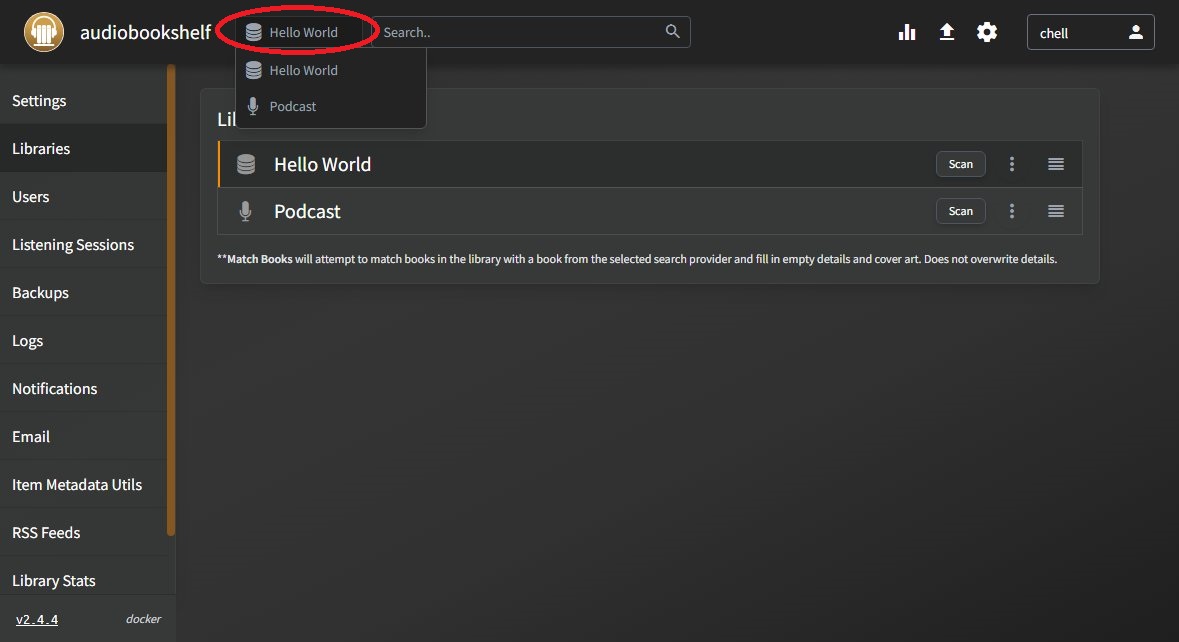 audiobookshelf
Hello World
Search..
chell
Hello World
Podcast
Settings
Libraries
Users
Listening Sessions
Backups
Logs
Notifications
Email
Item Metadata Utils
RSS Feeds
Library Stats
v2.4.4 docker
Hello World Scan
Podcast Scan
**Match Books will attempt to match books in the library with a book from the selected search provider and fill in empty details and cover art. Does not overwrite details.